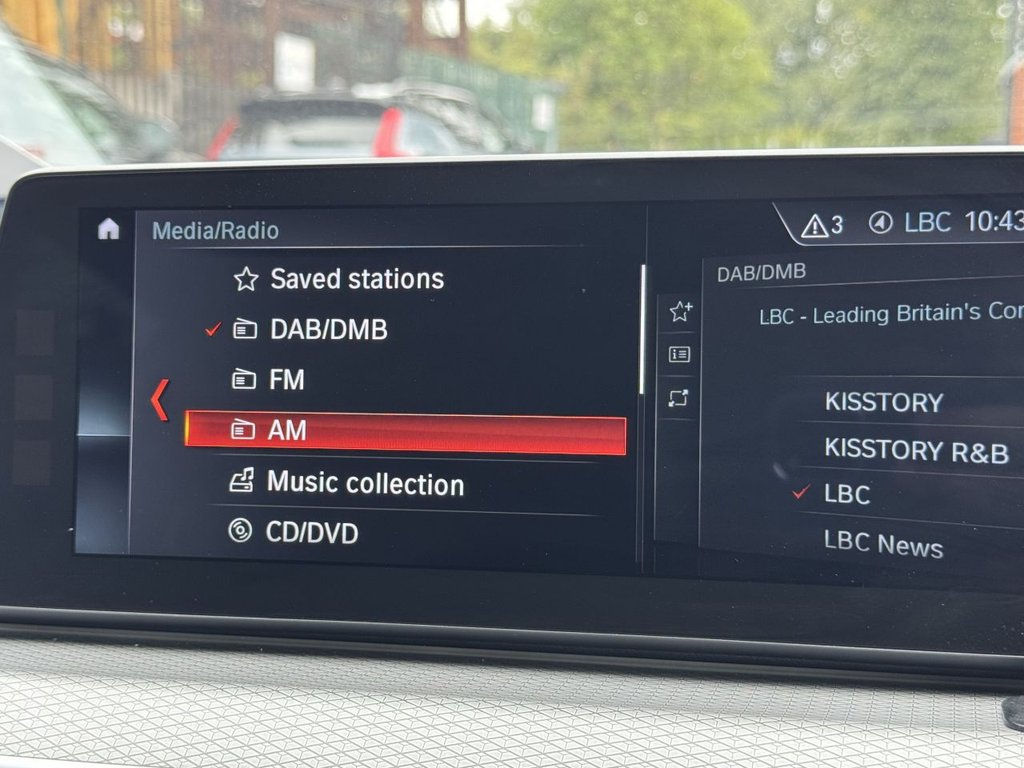 Media/Radio
Saved stations
DAB/DMB
FM
AM
Music collection
CD/DVD
3 LBC 10:43
DAB/DMB
LBC - Leading Britain's Con
KISSTORY
KISSTORY R&B
LBC
LBC News